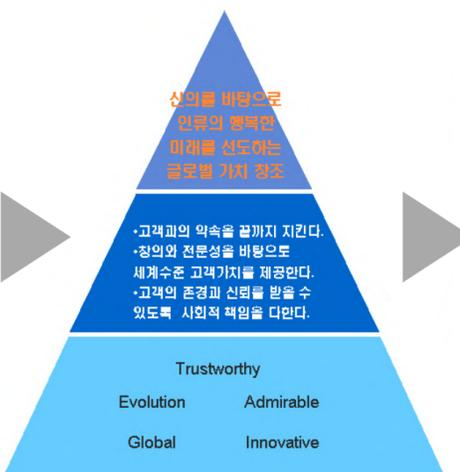 신의를 바탕으로
인류의 행복한
미래를 선도하는
글로벌 가치 창조
•고객과의 약속을 끝까지 지킨다.
•창의와 전문성을 바탕으로
세계수준 고객가치를 제공한다.
•고객의 존경과 신뢰를 받을 수
있도록 사회적 책임을 다한다.
Trustworthy
Evolution Admirable
Global Innovative